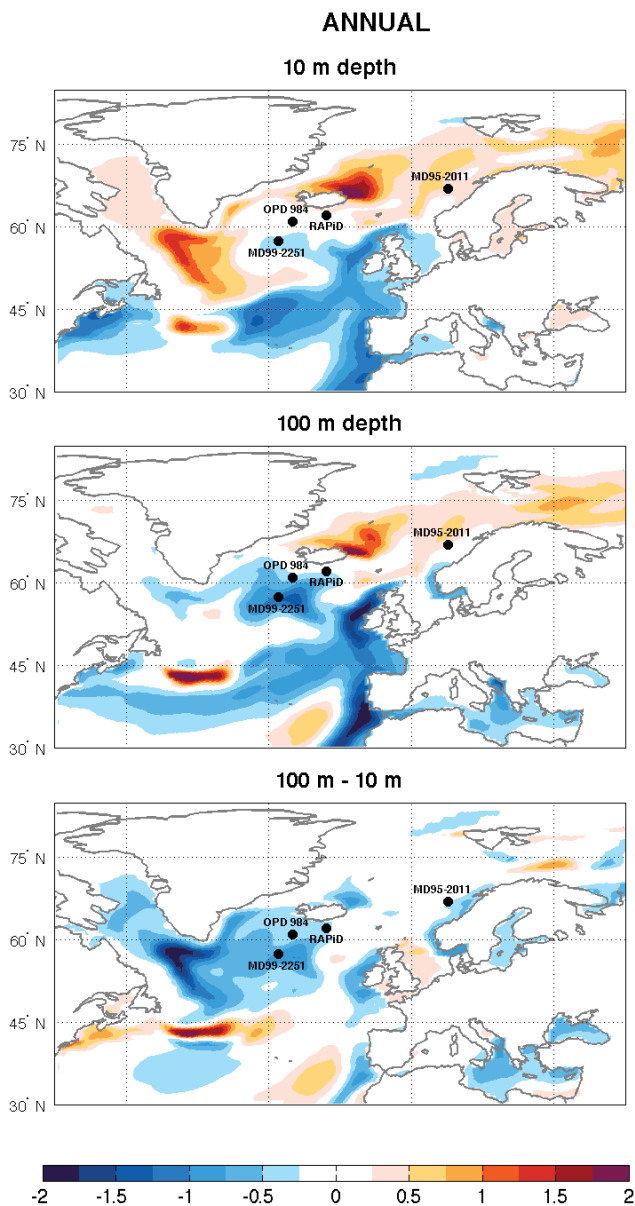 ANNUAL
10 m depth
75° N
60° N
45° N
30° N
MD95-2011
OPD 984
RAPiD
MD99-2251
100 m depth
75° N
60° N
45° N
30° N
MD95-2011
OPD 984
RAPiD
MD99-2251
100 m - 10 m
75° N
60° N
45° N
30° N
MD95-2011
OPD 984
RAPiD
MD99-2251
-2 -1.5 -1 -0.5 0 0.5 1 1.5 2